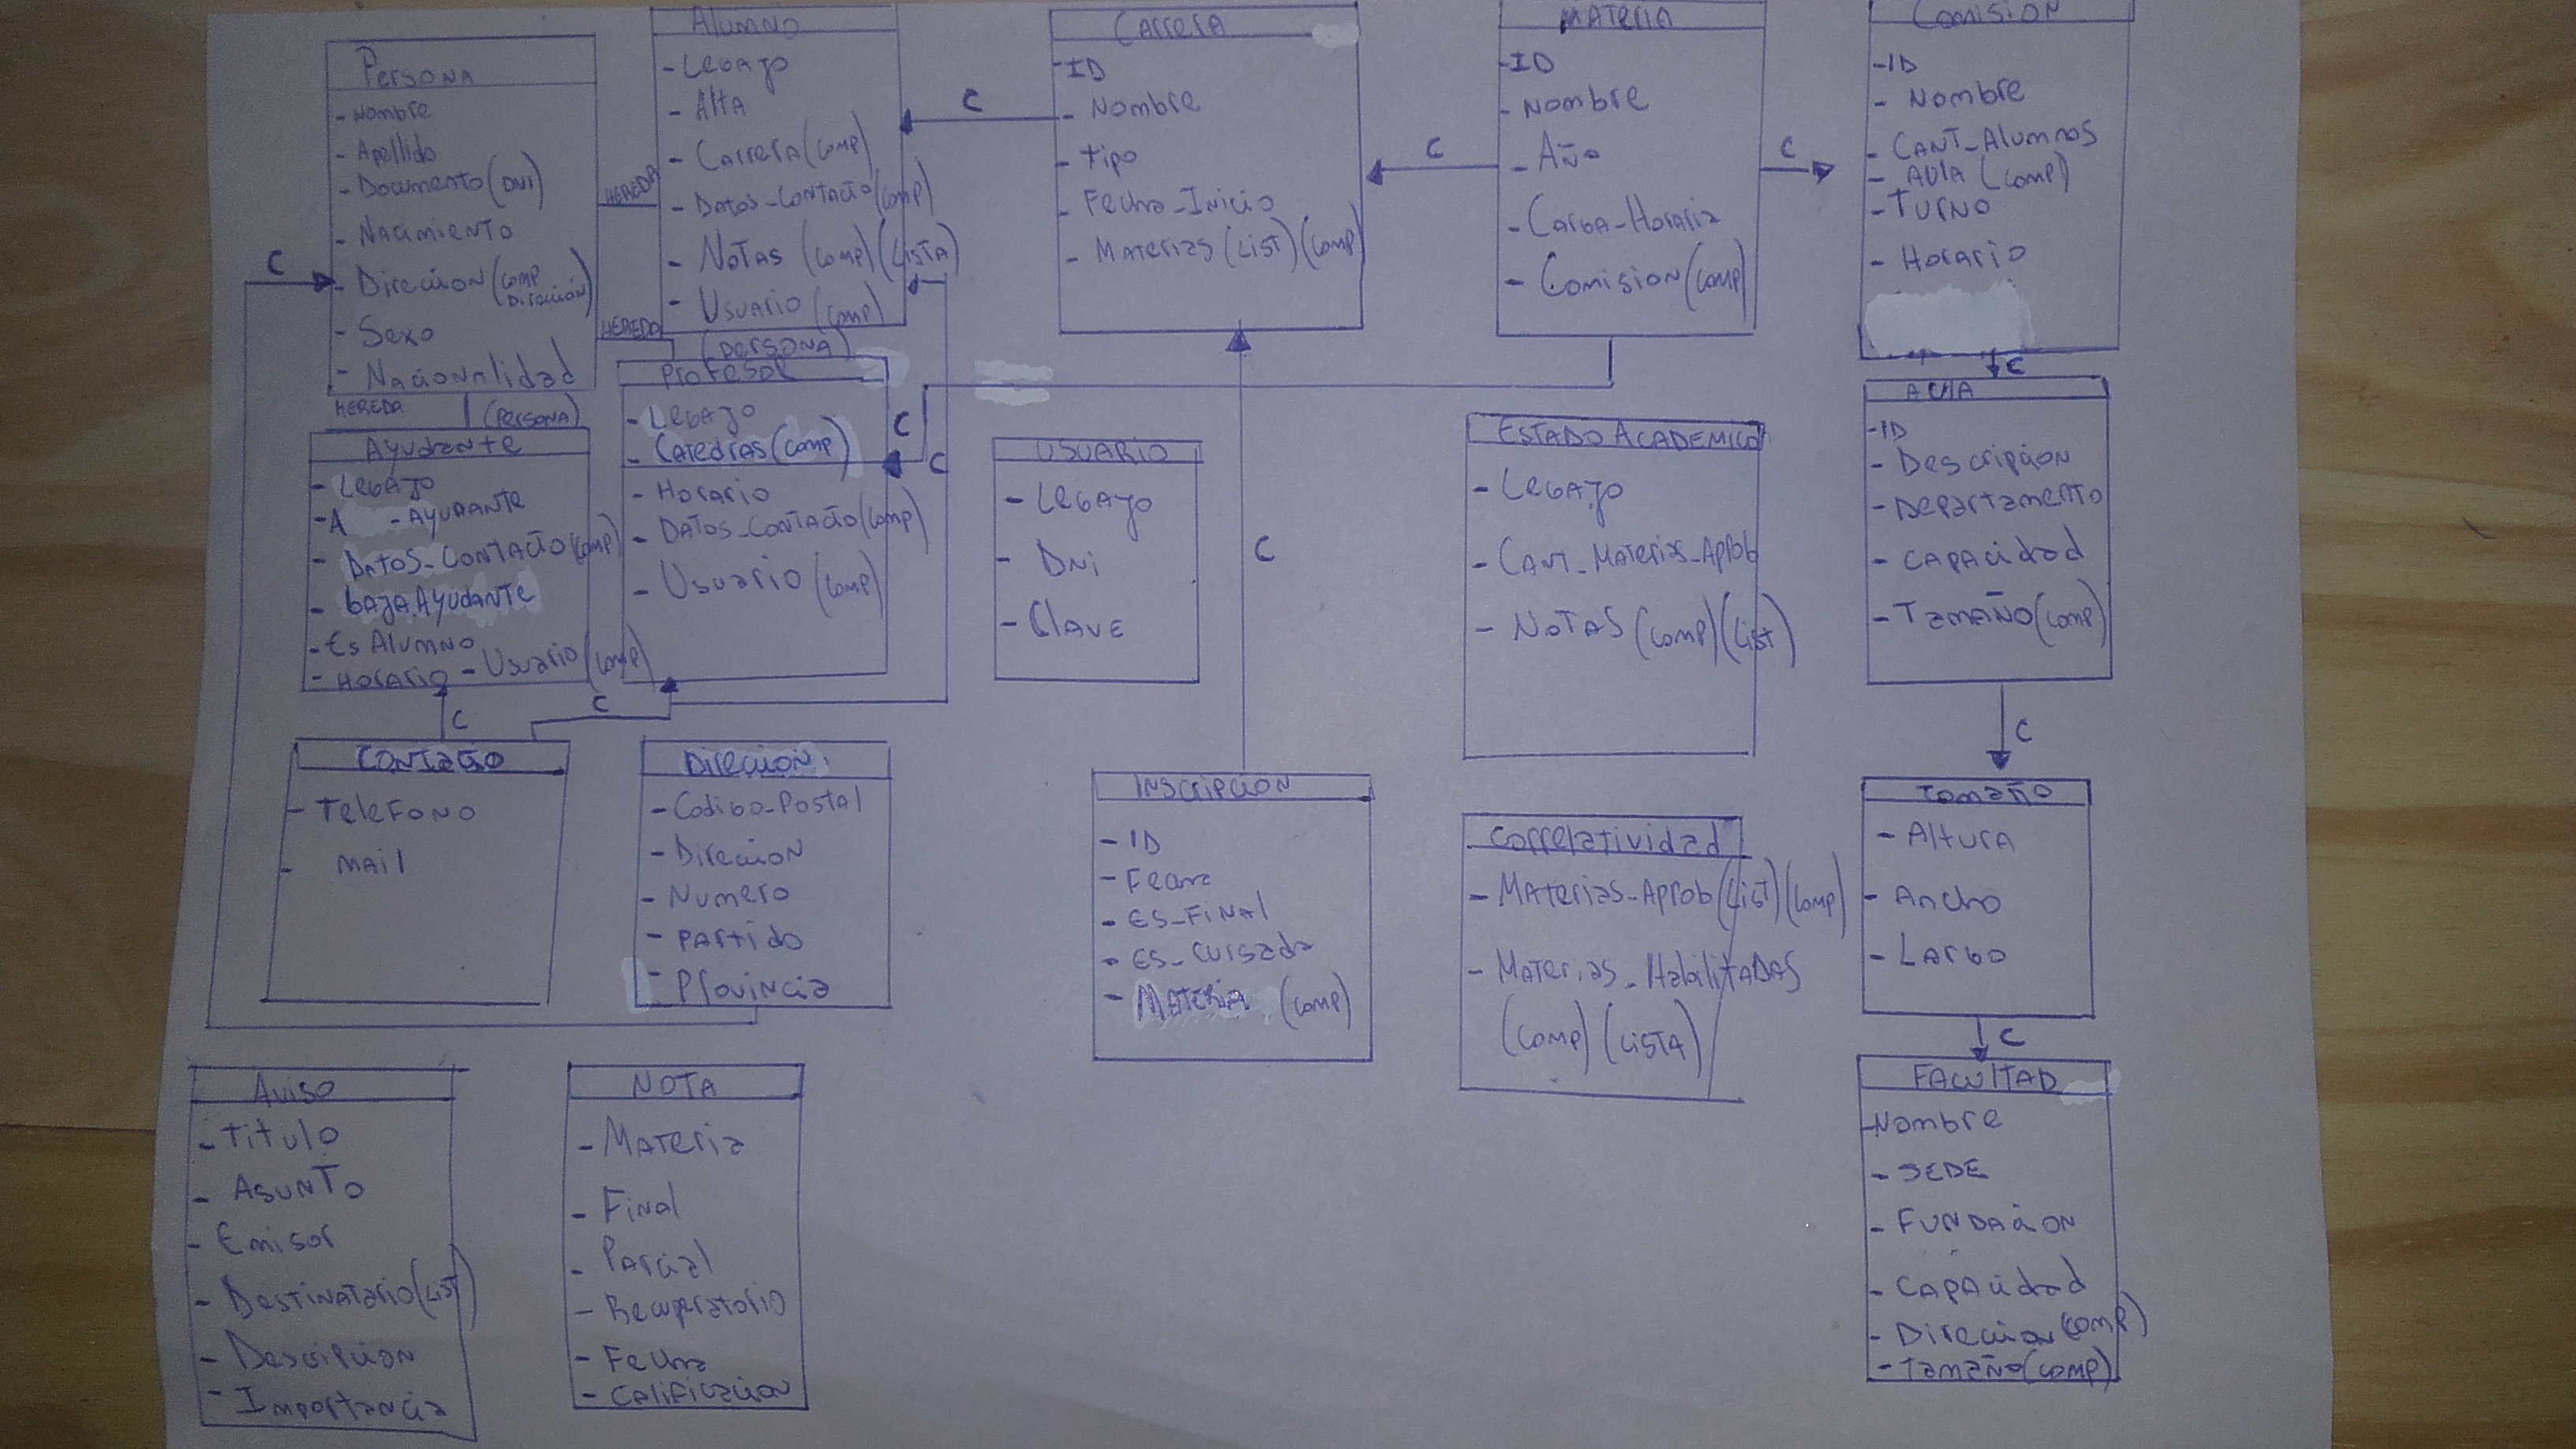 Persona
- Nombre
- Apellido
- Documento (DNI)
- Nacimiento
- Direccion (comp Dirección)
- Sexo
- Nacionalidad
HEREDA
HEREDA
HEREDA
(Persona)
C
Alumno
- Legajo
- Alta
- Carrera (comp)
- Datos_Contacto (comp)
- Notas (comp) (Lista)
- Usuario (comp)
(Persona)
C
Carrera
- ID
- Nombre
- tipo
- Fecha_Inicio
- Materias (List) (comp)
C
Materia
- ID
- Nombre
- Año
- Carga-Horaria
- Comision (comp)
C
Comision
- ID
- Nombre
- Cant_Alumnos
- Aula (comp)
- Turno
- Horario
C
Ayudante
- Legajo
- A - Ayudante
- Datos_Contacto (comp)
- baja.Ayudante
- Es Alumno
- Horario - Usuario (comp)
C
Profesor
- Legajo
- Catedras (comp)
- Horario
- Datos_Contacto (comp)
- Usuario (comp)
C
C
C
Usuario
- Legajo
- Dni
- Clave
C
Estado Academico
- Legajo
- Cant_Materias_Aprob
- Notas (comp) (List)
Aula
- ID
- Descripcion
- Departamento
- Capacidad
- Tamaño (comp)
C
Contacto
- Telefono
- mail
Direccion
- Codigo-Postal
- Direccion
- Numero
- Partido
- Provincia
Inscripcion
- ID
- Fecha
- Es_Final
- Es_Cursada
- Materia (comp)
Correlatividad
- Materias_Aprob (List) (comp)
- Materias_Habilitadas
(comp) (Lista)
Tamaño
- Altura
- Ancho
- Largo
C
Aviso
- Titulo
- Asunto
- Emisor
- Destinatario (List)
- Descripcion
- Importancia
Nota
- Materia
- Final
- Parcial
- Recuperatorio
- Fecha
- Calificacion
Facultad
- Nombre
- Sede
- Fundacion
- Capacidad
- Direccion (comp)
- Tamaño (comp)